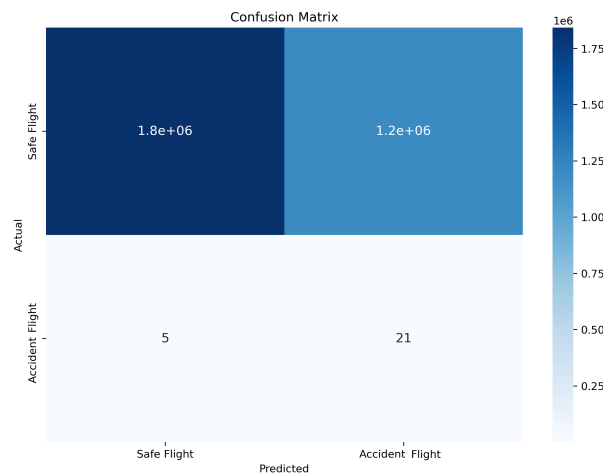 Confusion Matrix
1e6
Safe Flight
1.8e+06
1.2e+06
1.75
1.50
1.25
1.00
0.75
0.50
0.25
Actual
Accident Flight
5
21
Safe Flight
Accident Flight
Predicted